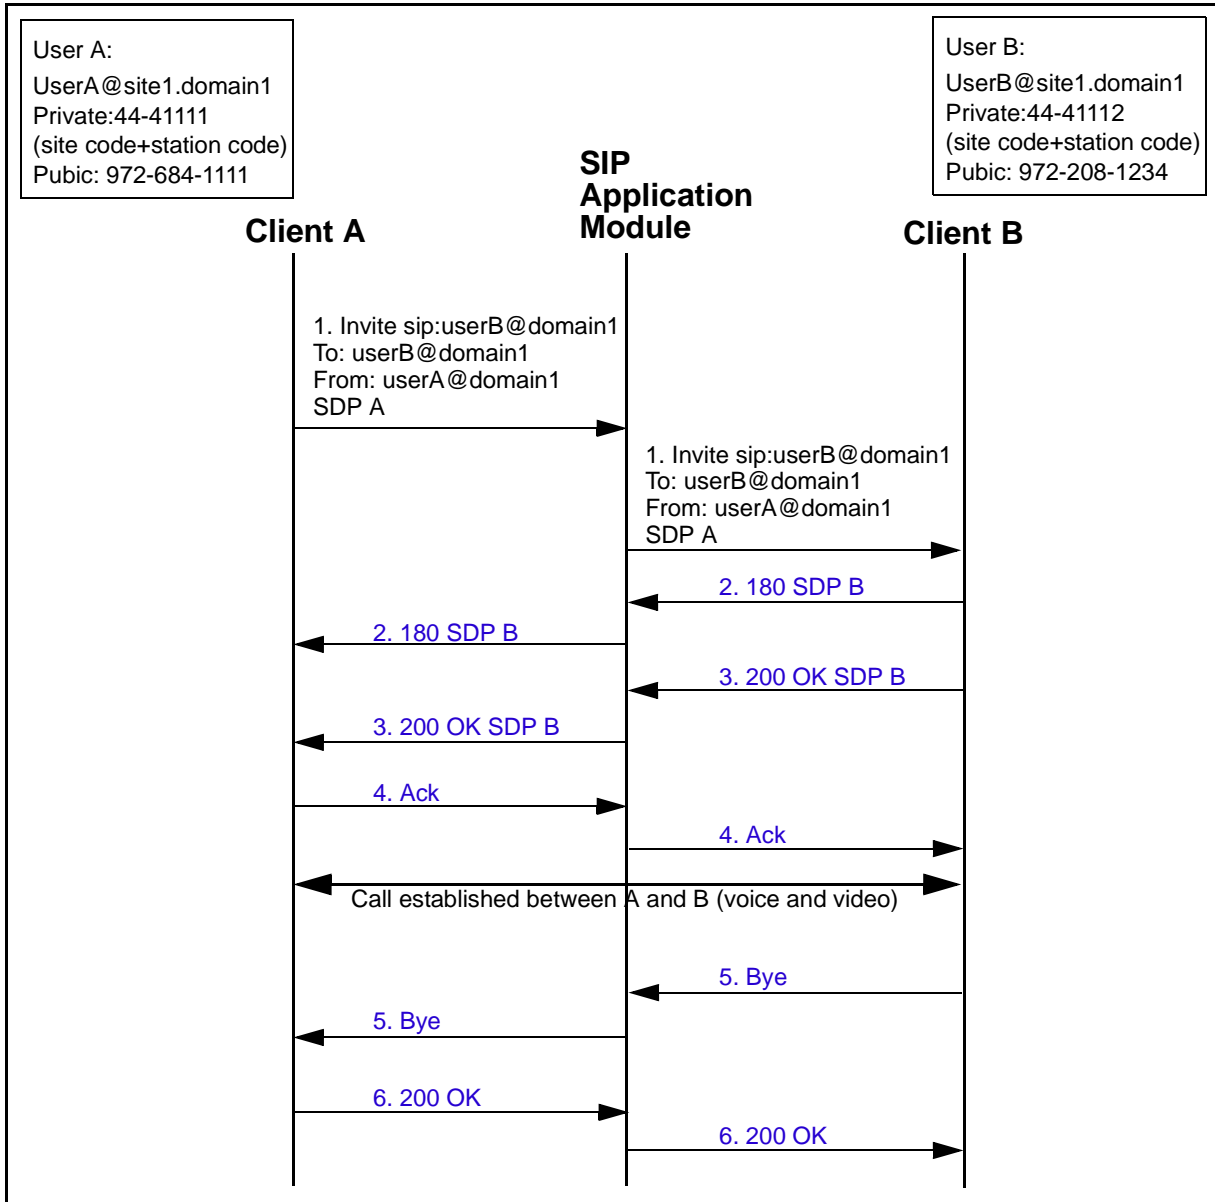 User A:
UserA@site1.domain1
Private:44-41111
(site code+station code)
Pubic: 972-684-1111
User B:
UserB@site1.domain1
Private:44-41112
(site code+station code)
Pubic: 972-208-1234
Client A
SIP
Application
Module
Client B
1. Invite sip:userB@domain1
To: userB@domain1
From: userA@domain1
SDP A
1. Invite sip:userB@domain1
To: userB@domain1
From: userA@domain1
SDP A
2. 180 SDP B
2. 180 SDP B
3. 200 OK SDP B
3. 200 OK SDP B
4. Ack
4. Ack
Call established between A and B (voice and video)
5. Bye
5. Bye
6. 200 OK
6. 200 OK